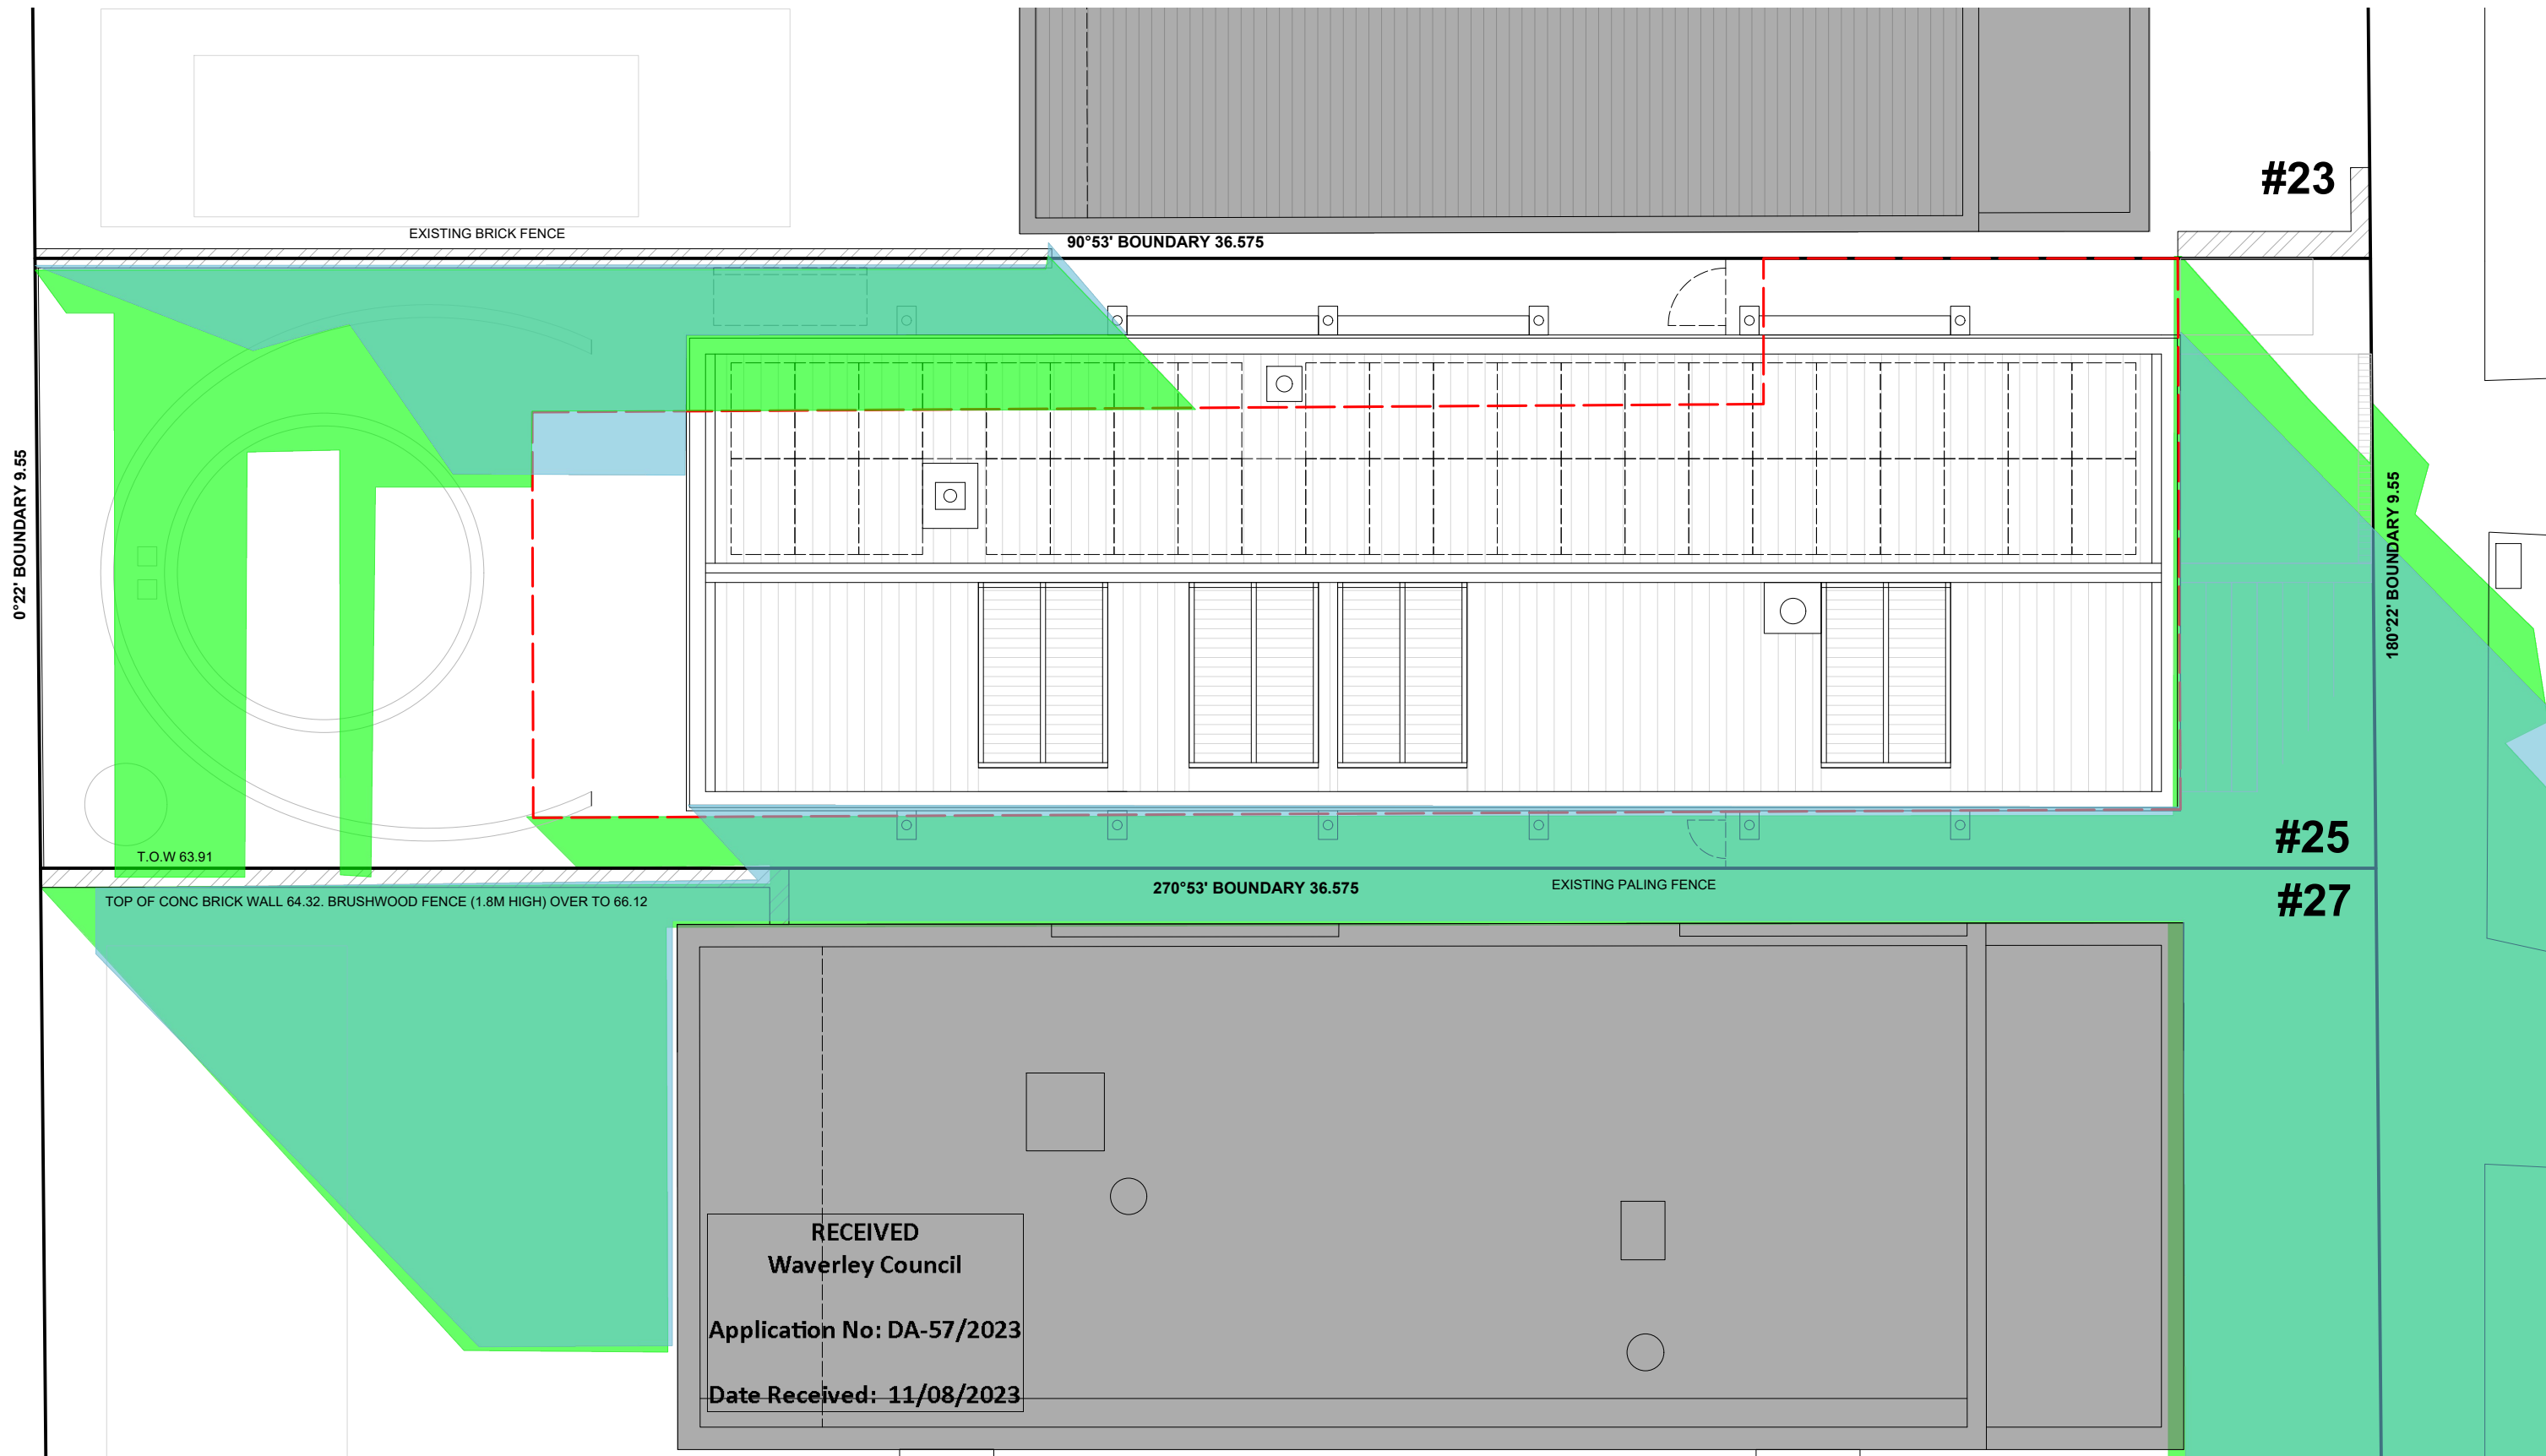 #23
EXISTING BRICK FENCE
90°53' BOUNDARY 36.575
0°22' BOUNDARY 9.55
180°22' BOUNDARY 9.55
#25
T.O.W 63.91
270°53' BOUNDARY 36.575
EXISTING PALING FENCE
#27
TOP OF CONC BRICK WALL 64.32. BRUSHWOOD FENCE (1.8M HIGH) OVER TO 66.12
RECEIVED
Waverley Council
Application No: DA-57/2023
Date Received: 11/08/2023